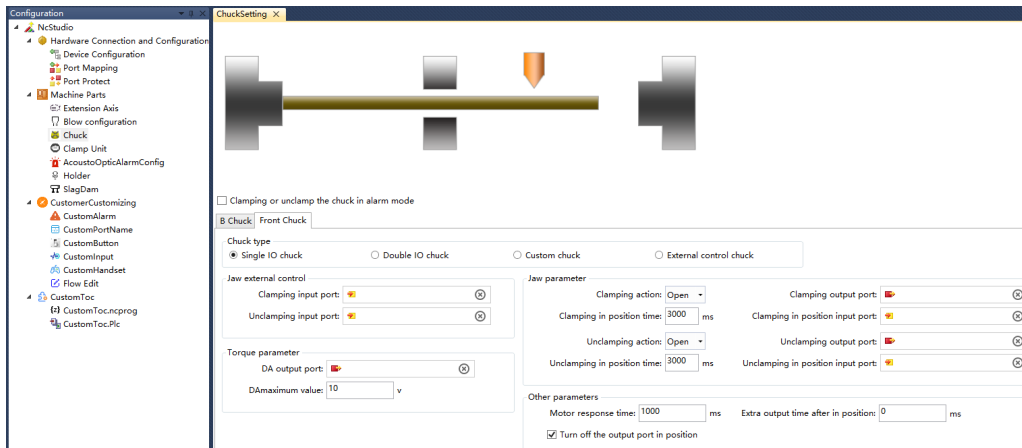 Configuration
NcStudio
Hardware Connection and Configuration
Device Configuration
Port Mapping
Port Protect
Machine Parts
Extension Axis
Blow configuration
Chuck
Clamp Unit
AcoustoOpticAlarmConfig
Holder
SlagDam
CustomerCustomizing
CustomAlarm
CustomPortName
CustomButton
CustomInput
CustomHandset
Flow Edit
CustomToc
CustomToc.ncprog
CustomToc.Plc
ChuckSetting
Clamping or unclamp the chuck in alarm mode
B Chuck Front Chuck
Chuck type
Single IO chuck Double IO chuck Custom chuck External control chuck
Jaw external control
Clamping input port:
Unclamping input port:
Torque parameter
DA output port:
DAmaximum value: 10 v
Jaw parameter
Clamping action: Open Clamping output port:
Clamping in position time: 3000 ms Clamping in position input port:
Unclamping action: Open Unclamping output port:
Unclamping in position time: 3000 ms Unclamping in position input port:
Other parameters
Motor response time: 1000 ms Extra output time after in position: 0 ms
Turn off the output port in position